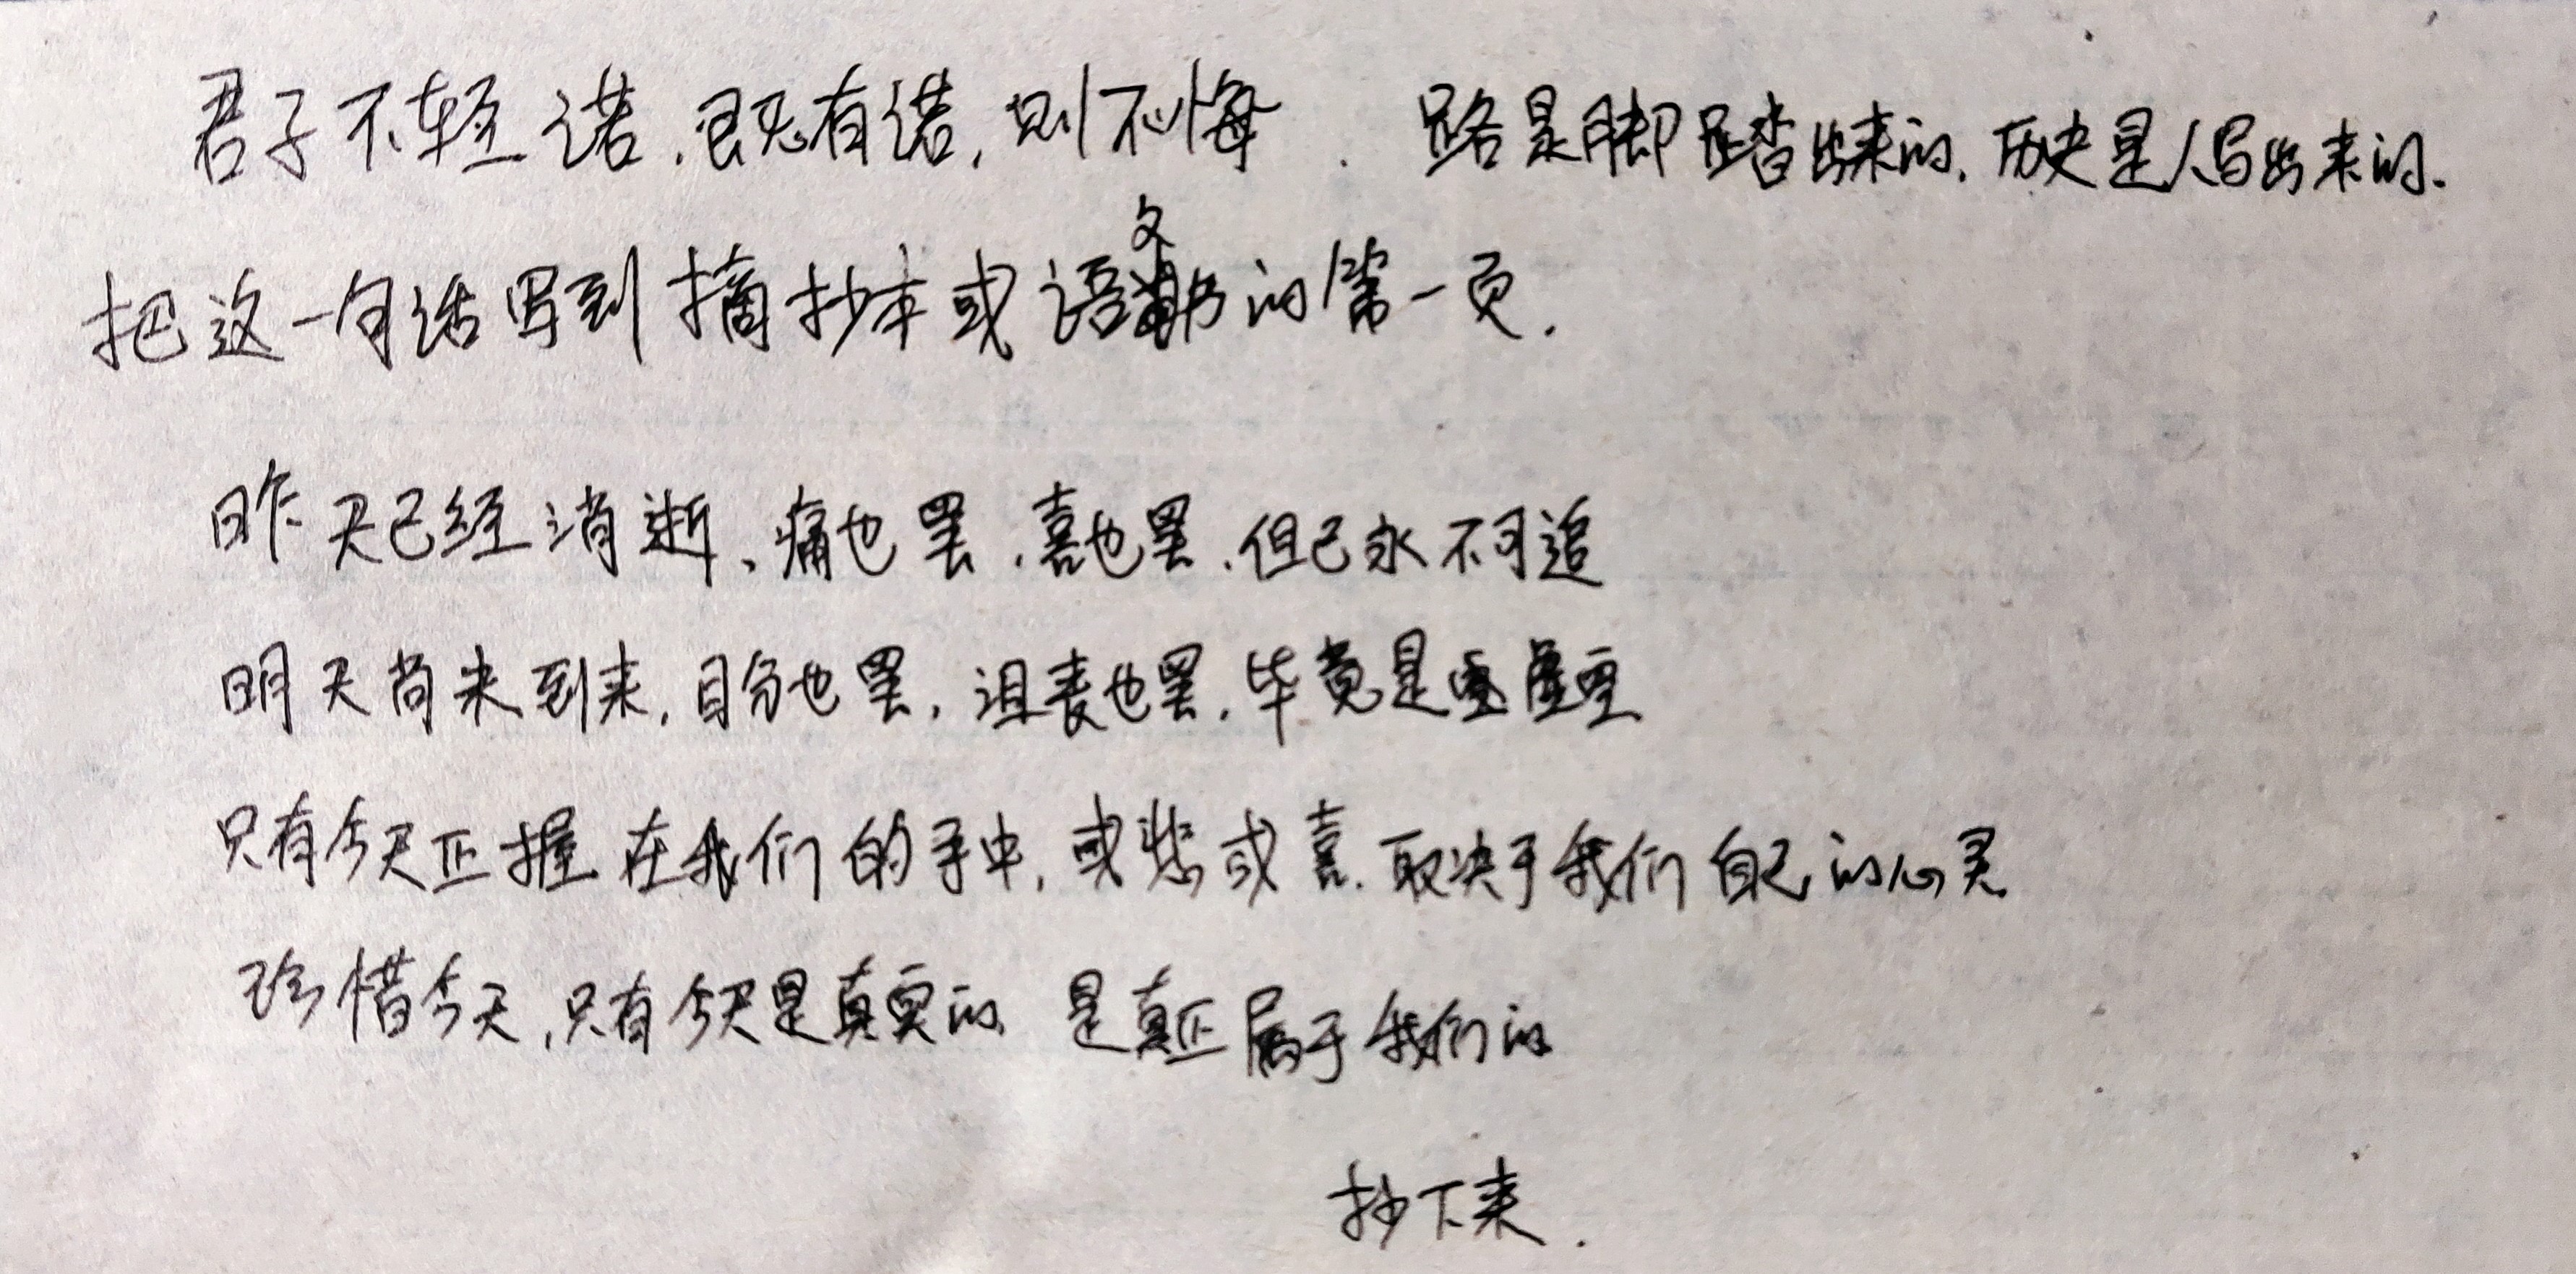 君子不轻诺，既有诺，则不悔. 路是脚踏出来的，历史是人写出来的.
把这一句话写到摘抄本或语文书的第一页.
昨天已经消逝、痛也罢，喜也罢，但已永不可追
明天尚未到来，自夸也罢，沮丧也罢，毕竟是虚
只有今天正握在我们的手中，或悲或喜.取决于我们自己的心灵
珍惜今天，只有今天是真实的 是真正属于我们的
抄下来.